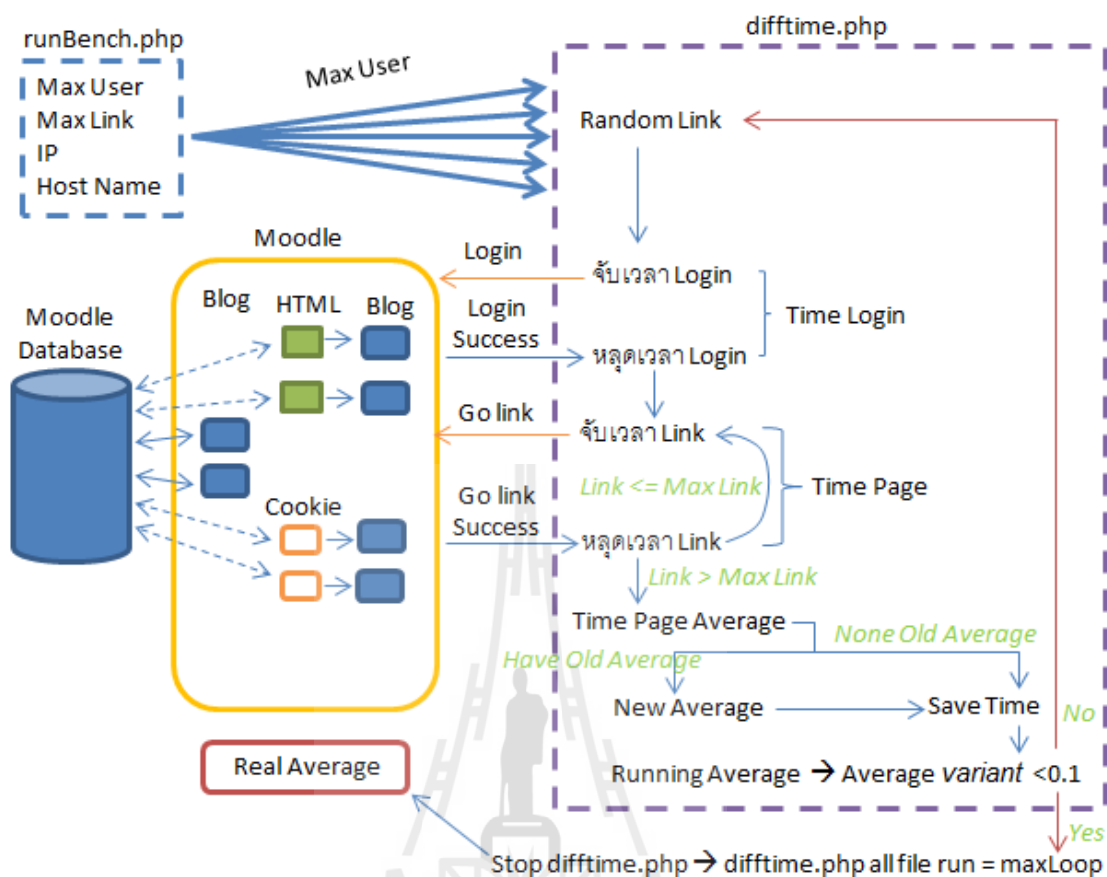 runBench.php
Max User
Max Link
IP
Host Name
Max User
difftime.php
Random Link
Moodle
Login
จับเวลา Login
Blog
HTML
Blog
Moodle
Database
Login
Success
Time Login
หลุดเวลา Login
Go link
จับเวลา Link
Link <= Max Link
Time Page
Cookie
Go link
Success
หลุดเวลา Link
Link > Max Link
Time Page Average
None Old Average
Have Old Average
New Average
Save Time
No
Real Average
Running Average → Average variant <0.1
Yes
Stop difftime.php → difftime.php all file run = maxLoop